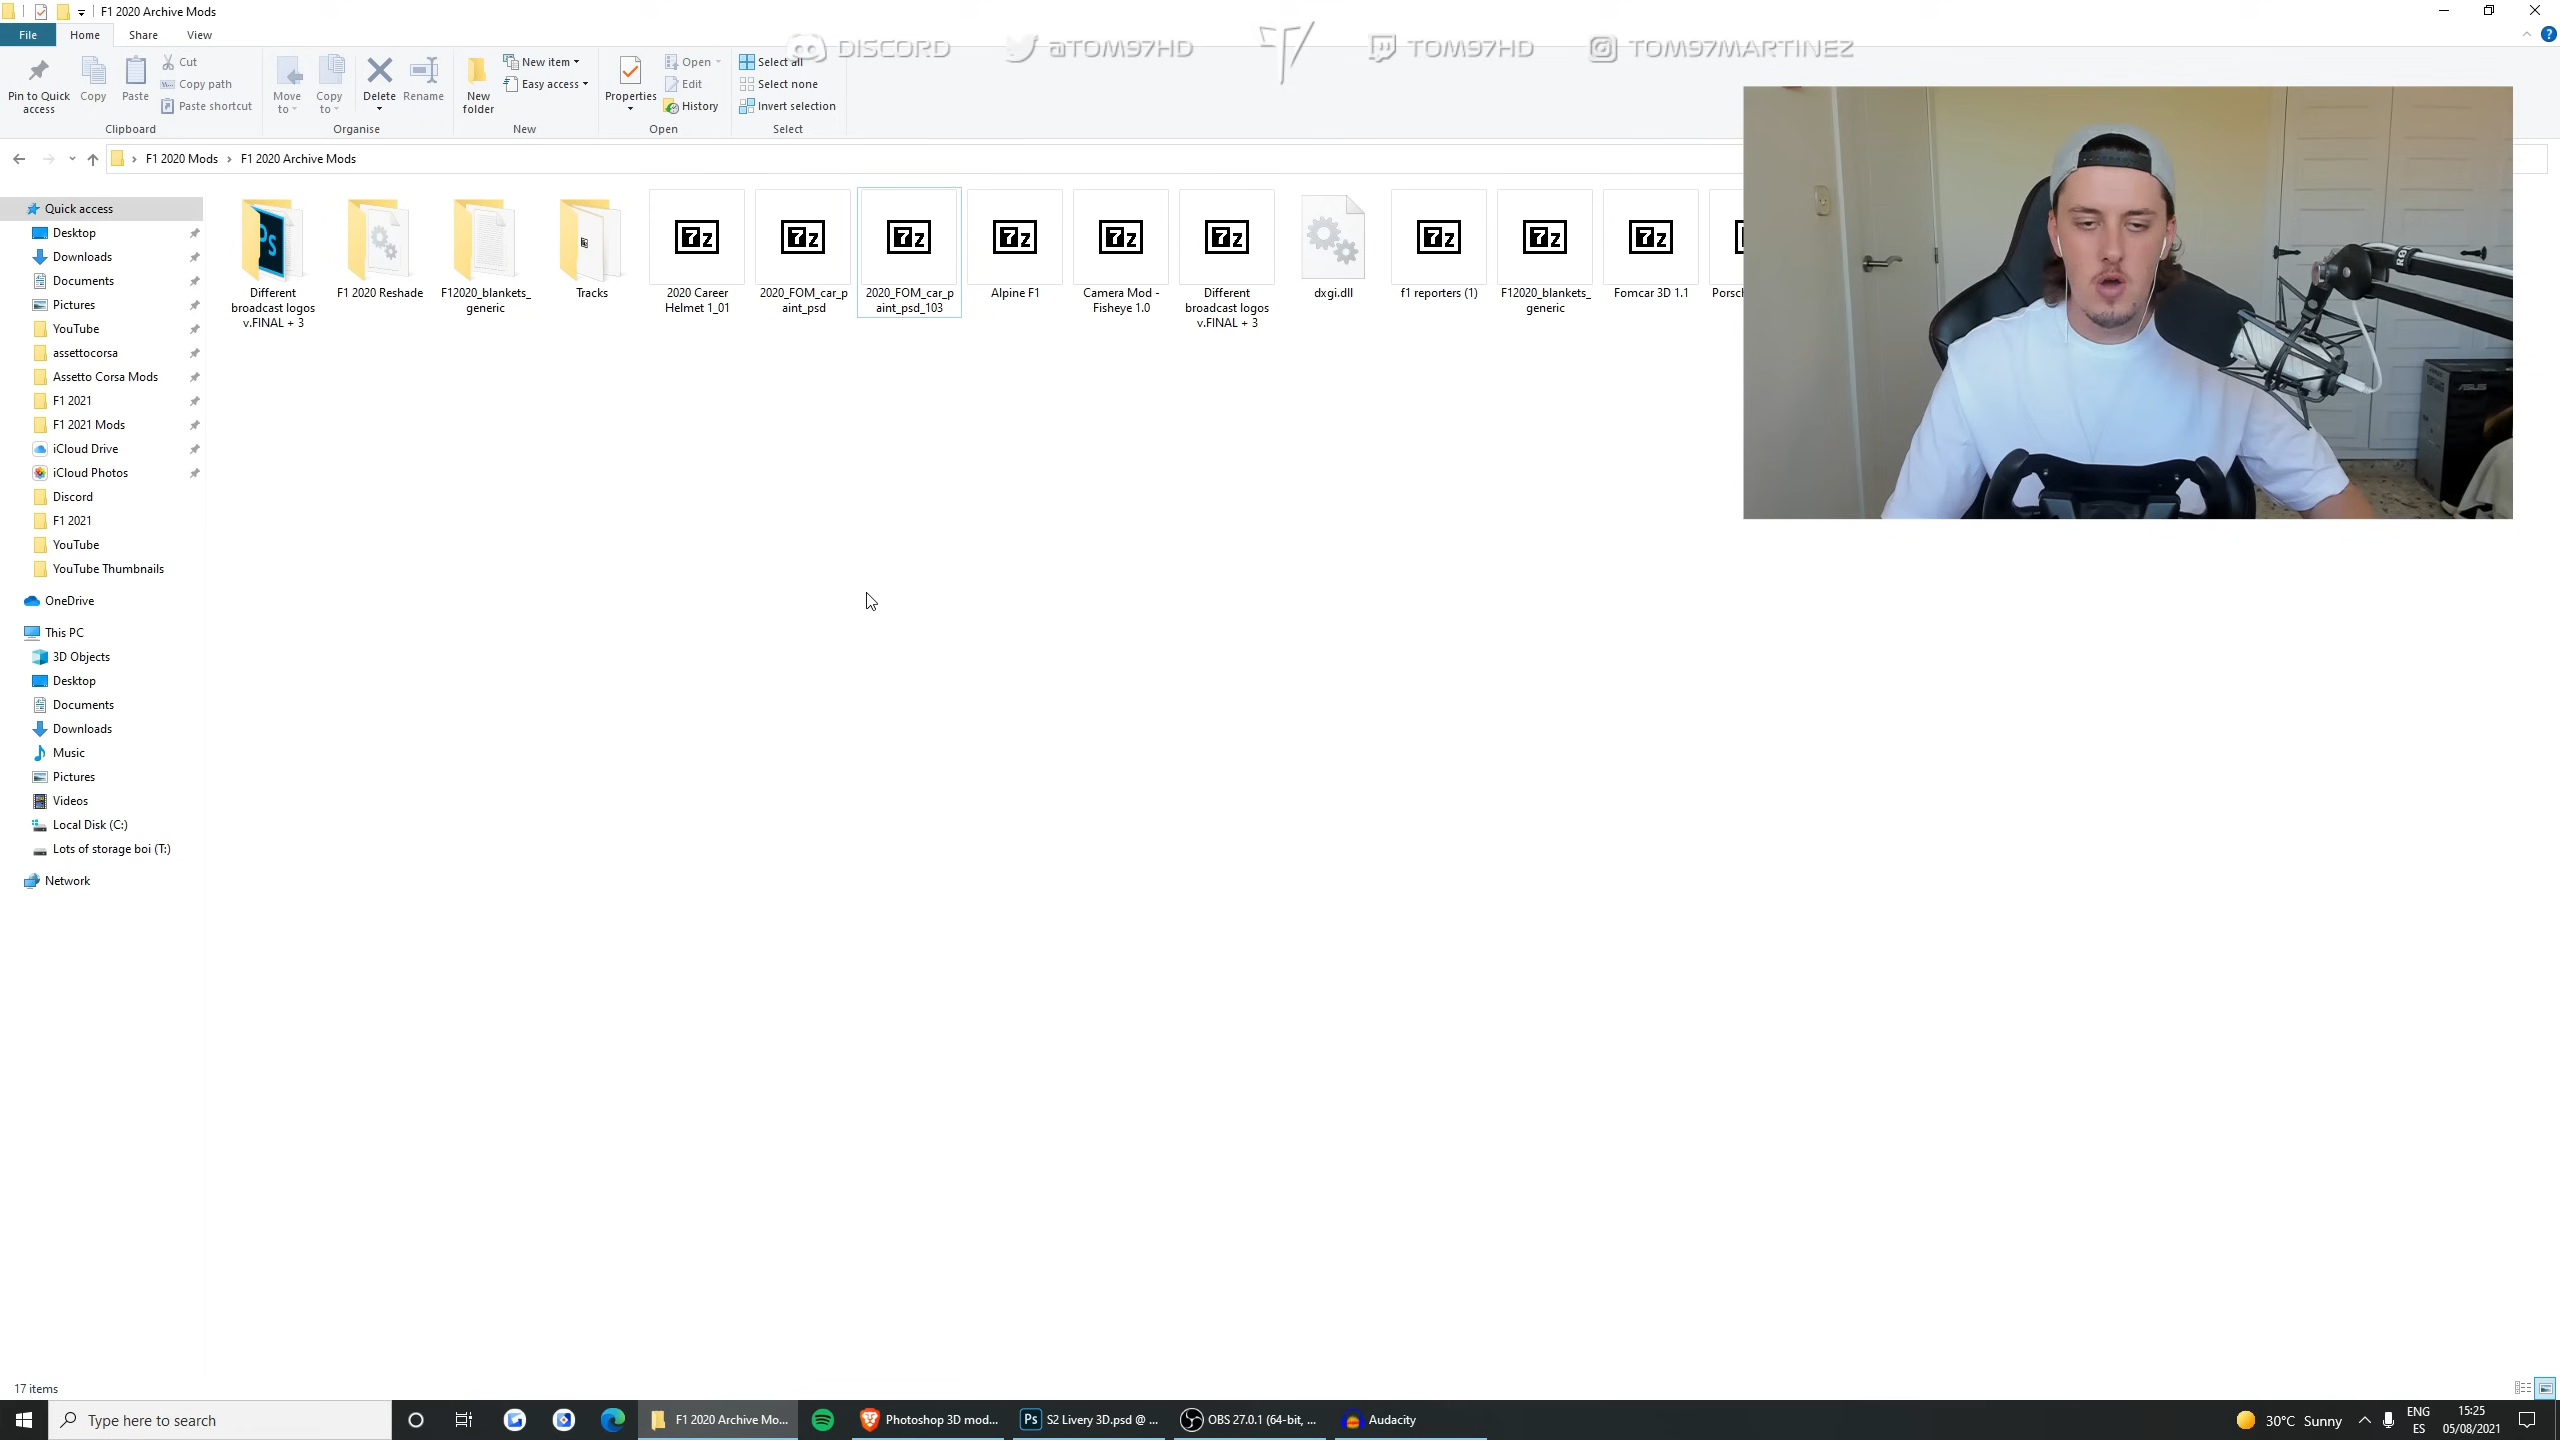 F1 2020 Archive Mods
File Home Share View
DISCORD @TOM97HD TOM97HD TOM97MARTINEZ
Pin to Quick access
Copy
Paste
Cut
Copy path
Paste shortcut
Clipboard
Move to
Copy to
Delete
Rename
Organise
New folder
New item
Easy access
New
Properties
Open
Edit
History
Open
Select all
Select none
Invert selection
Select
F1 2020 Mods › F1 2020 Archive Mods
Quick access
Desktop
Downloads
Documents
Pictures
YouTube
assettocorsa
Assetto Corsa Mods
F1 2021
F1 2021 Mods
iCloud Drive
iCloud Photos
Discord
F1 2021
YouTube
YouTube Thumbnails
OneDrive
This PC
3D Objects
Desktop
Documents
Downloads
Music
Pictures
Videos
Local Disk (C:)
Lots of storage boi (T:)
Network
Different
broadcast logos
v.FINAL + 3
F1 2020 Reshade
F12020_blankets_
generic
Tracks
2020 Career
Helmet 1_01
2020_FOM_car_p
aint_psd
2020_FOM_car_p
aint_psd_103
Alpine F1
Camera Mod -
Fisheye 1.0
Different
broadcast logos
v.FINAL + 3
dxgi.dll
f1 reporters (1)
F12020_blankets_
generic
Fomcar 3D 1.1
Porsch
ASUS
17 items
Type here to search
F1 2020 Archive Mo...
Photoshop 3D mod...
S2 Livery 3D.psd @ ...
OBS 27.0.1 (64-bit, ...
Audacity
30°C Sunny
ENG
ES
15:25
05/08/2021